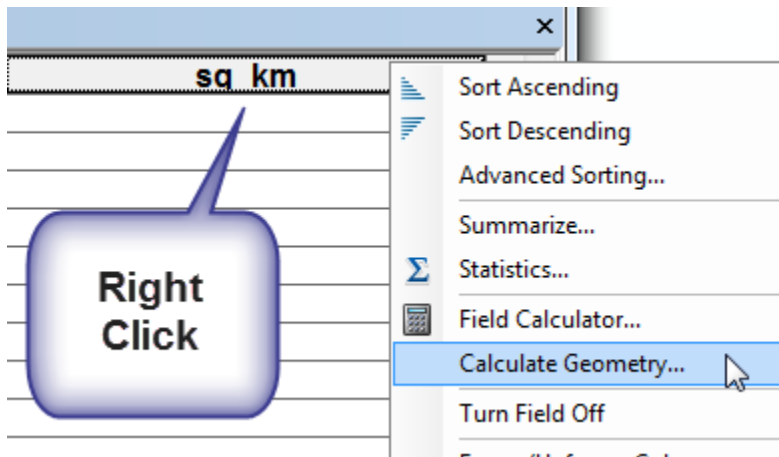 sq_km
Sort Ascending
Sort Descending
Advanced Sorting...
Summarize...
Statistics...
Field Calculator...
Calculate Geometry...
Turn Field Off
Right
Click